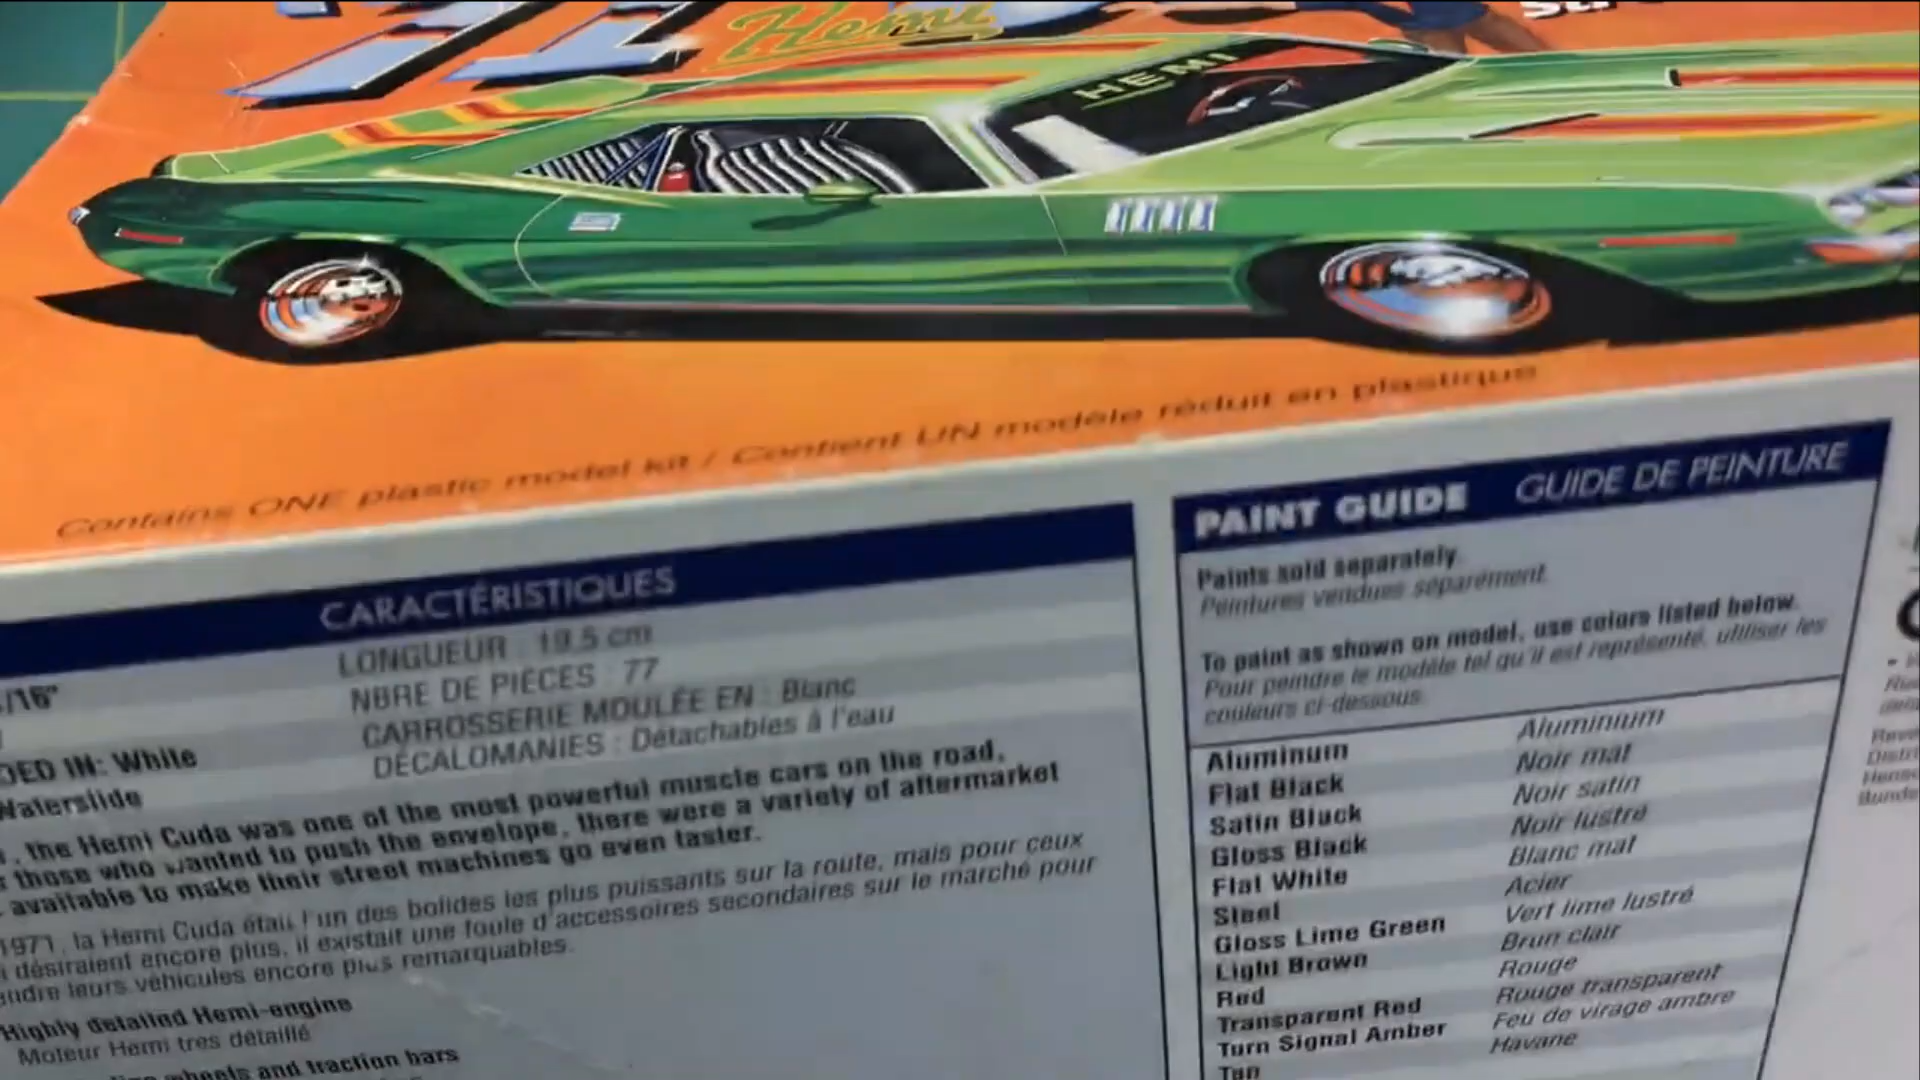 Hemi
HEMI
Contains ONE plastic model kit / Contient UN modèle réduit en plastique
CARACTÉRISTIQUES
LONGUEUR : 19.5 cm
NBRE DE PIÈCES : 77
CARROSSERIE MOULÉE EN : Blanc
DÉCALOMANIES : Détachables à l'eau
/16"
DED IN: White
Waterslide
, the Hemi Cuda was one of the most powerful muscle cars on the road,
those who wanted to push the envelope, there were a variety of aftermarket
available to make their street machines go even faster.
1971, la Hemi Cuda était l'un des bolides les plus puissants sur la route, mais pour ceux
désiraient encore plus, il existait une foule d'accessoires secondaires sur le marché pour
endre leurs véhicules encore plus remarquables.
Highly detailed Hemi-engine
Moteur Hemi tres détaillé
wheels and traction bars
PAINT GUIDE GUIDE DE PEINTURE
Paints sold separately.
Peintures vendues séparément.
To paint as shown on model, use colors listed below.
Pour peindre le modèle tel qu'il est représenté, utiliser les
couleurs ci-dessous.
Aluminum Aluminium
Flat Black Noir mat
Satin Black Noir satin
Gloss Black Noir lustré
Flat White Blanc mat
Steel Acier
Gloss Lime Green Vert lime lustré
Light Brown Brun clair
Red Rouge
Transparent Red Rouge transparent
Turn Signal Amber Feu de virage ambre
Tan Havane